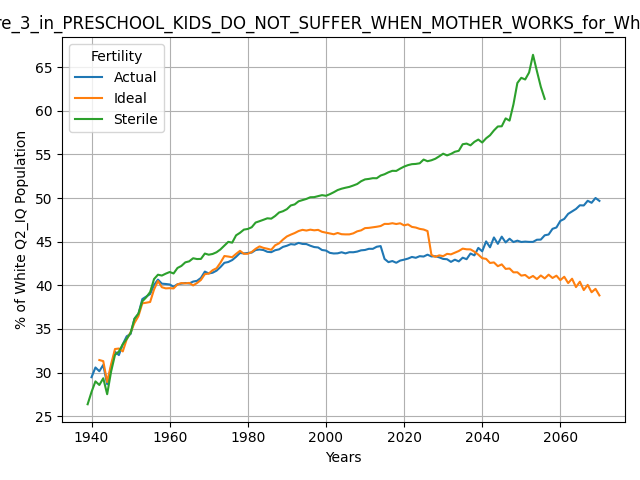 re_3_in_PRESCHOOL_KIDS_DO_NOT_SUFFER_WHEN_MOTHER_WORKS_for_Wh
Fertility
Actual
Ideal
Sterile
65
60
55
50
45
40
35
30
25
% of White Q2_IQ Population
1940 1960 1980 2000 2020 2040 2060
Years